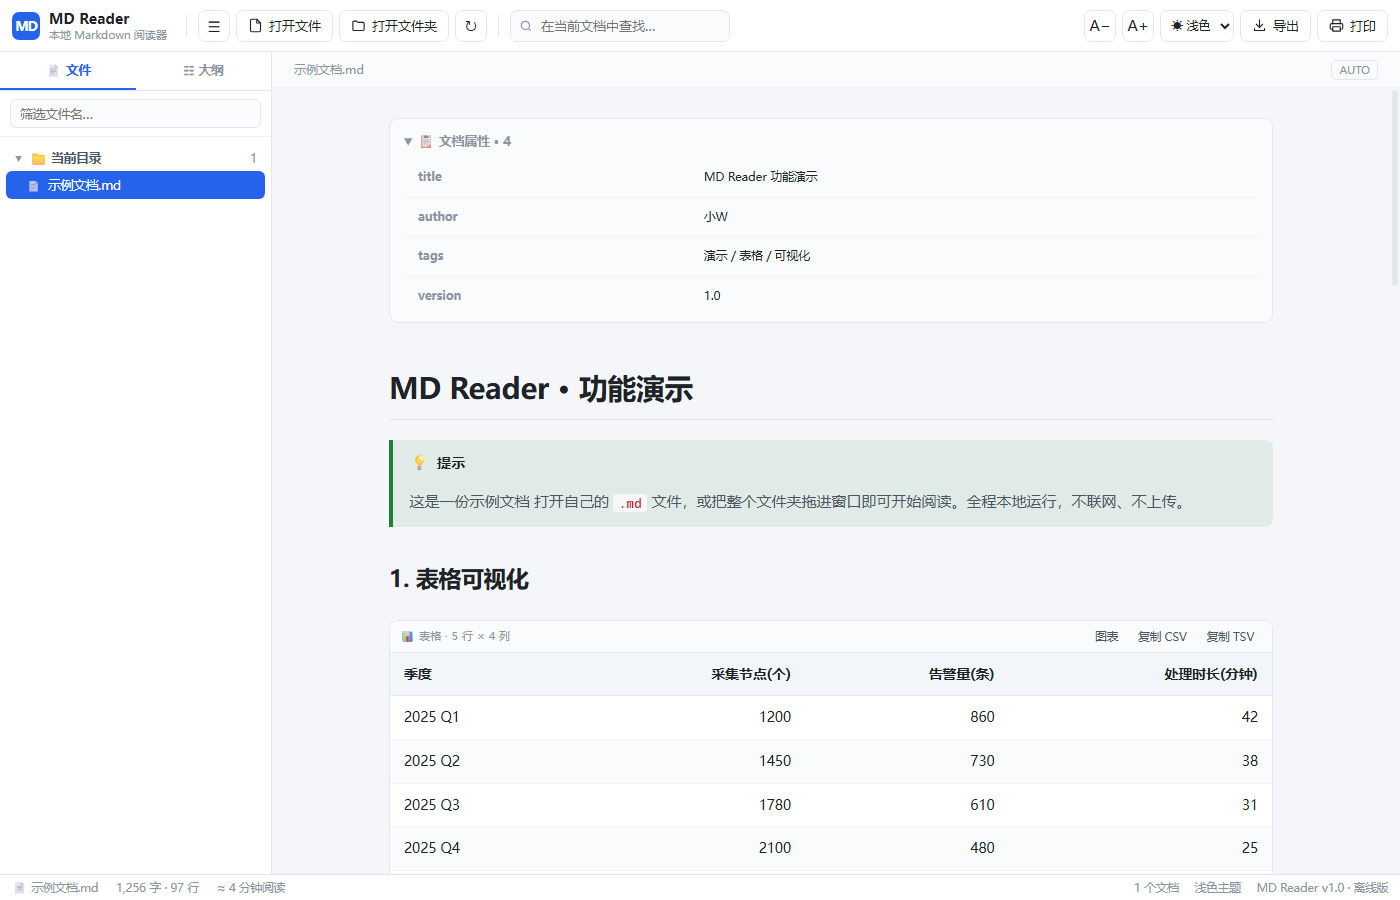 MD
MD Reader
本地 Markdown 阅读器
打开文件
打开文件夹
在当前文档中查找...
A−
A+
浅色
导出
打印
文件
大纲
示例文档.md
AUTO
筛选文件名...
当前目录
1
示例文档.md
文档属性 • 4
title MD Reader 功能演示
author 小W
tags 演示 / 表格 / 可视化
version 1.0
MD Reader • 功能演示
提示
这是一份示例文档 打开自己的 .md 文件，或把整个文件夹拖进窗口即可开始阅读。全程本地运行，不联网、不上传。
1. 表格可视化
表格 · 5 行 × 4 列
图表 复制 CSV 复制 TSV
季度 采集节点(个) 告警量(条) 处理时长(分钟)
2025 Q1 1200 860 42
2025 Q2 1450 730 38
2025 Q3 1780 610 31
2025 Q4 2100 480 25
示例文档.md 1,256 字 · 97 行 ≈ 4 分钟阅读
1 个文档 浅色主题 MD Reader v1.0 · 离线版